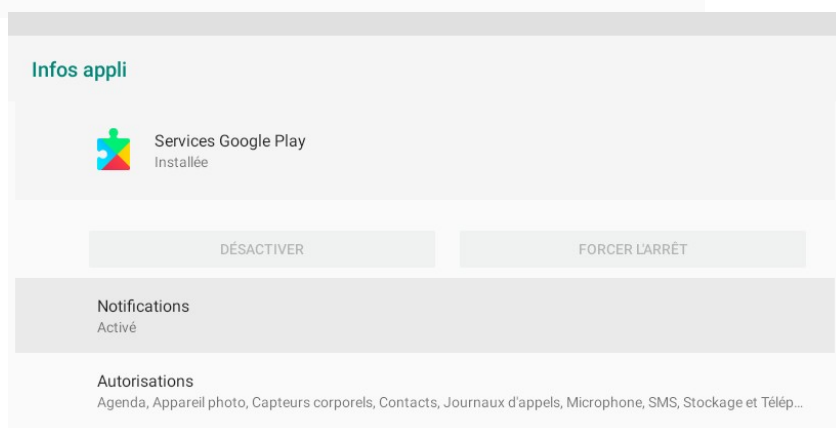 Infos appli
Services Google Play
Installée
DÉSACTIVER
FORCER L'ARRÊT
Notifications
Activé
Autorisations
Agenda, Appareil photo, Capteurs corporels, Contacts, Journaux d'appels, Microphone, SMS, Stockage et Télép...